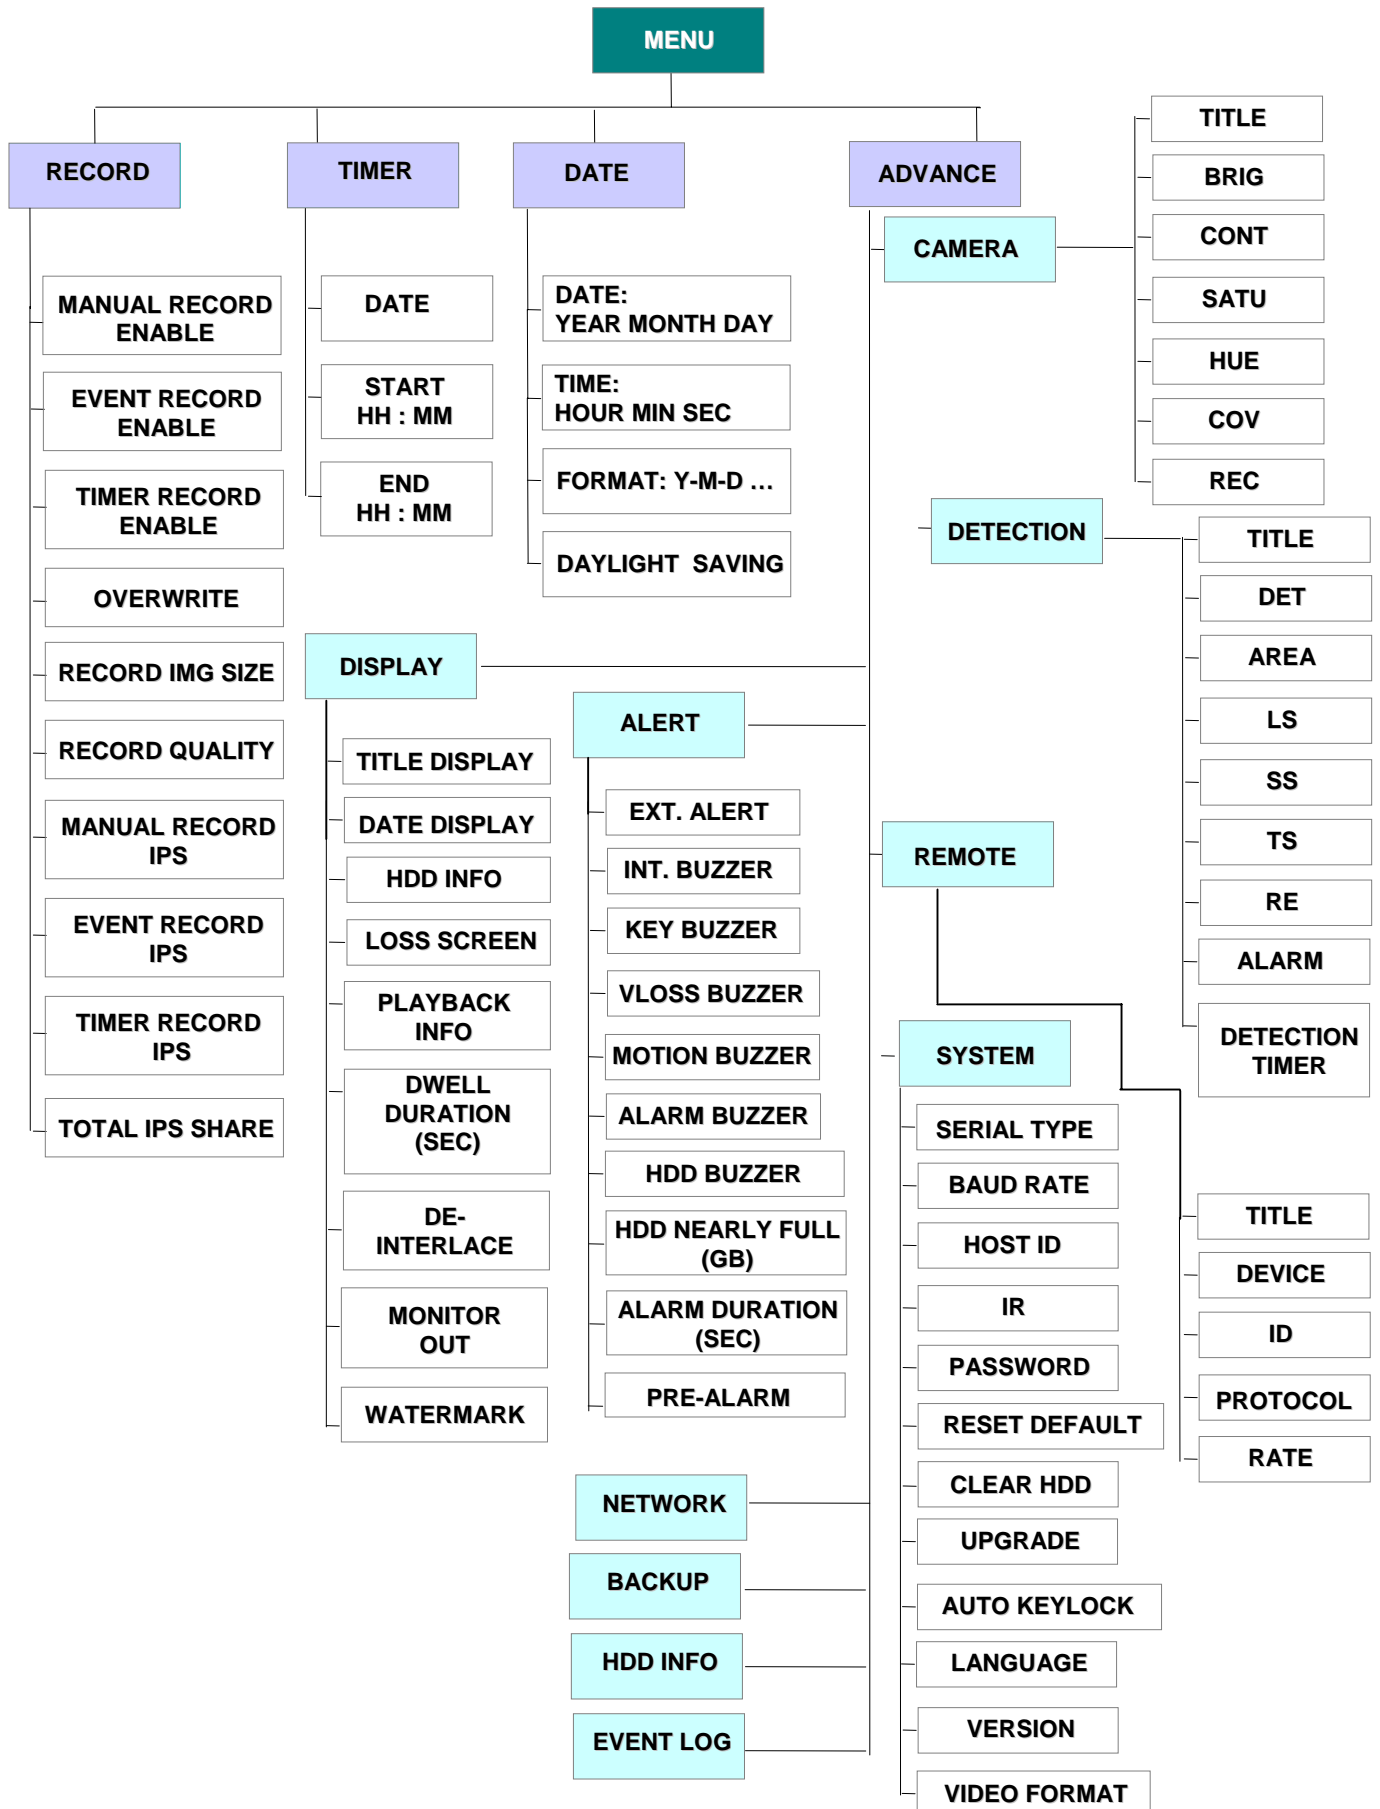 MENU
RECORD
MANUAL RECORD
ENABLE
EVENT RECORD
ENABLE
TIMER RECORD
ENABLE
OVERWRITE
RECORD IMG SIZE
RECORD QUALITY
MANUAL RECORD
IPS
EVENT RECORD
IPS
TIMER RECORD
IPS
TOTAL IPS SHARE
TIMER
DATE
START
HH : MM
END
HH : MM
DATE
DATE:
YEAR MONTH DAY
TIME:
HOUR MIN SEC
FORMAT: Y-M-D ...
DAYLIGHT SAVING
ADVANCE
CAMERA
TITLE
BRIG
CONT
SATU
HUE
COV
REC
DETECTION
TITLE
DET
AREA
LS
SS
TS
RE
ALARM
DETECTION
TIMER
DISPLAY
TITLE DISPLAY
DATE DISPLAY
HDD INFO
LOSS SCREEN
PLAYBACK
INFO
DWELL
DURATION
(SEC)
DE-
INTERLACE
MONITOR
OUT
WATERMARK
ALERT
EXT. ALERT
INT. BUZZER
KEY BUZZER
VLOSS BUZZER
MOTION BUZZER
ALARM BUZZER
HDD BUZZER
HDD NEARLY FULL
(GB)
ALARM DURATION
(SEC)
PRE-ALARM
REMOTE
TITLE
DEVICE
ID
PROTOCOL
RATE
SYSTEM
SERIAL TYPE
BAUD RATE
HOST ID
IR
PASSWORD
RESET DEFAULT
CLEAR HDD
UPGRADE
AUTO KEYLOCK
LANGUAGE
VERSION
VIDEO FORMAT
NETWORK
BACKUP
HDD INFO
EVENT LOG